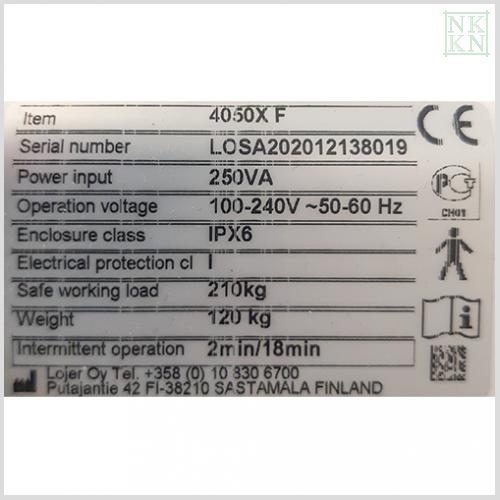 NK
KN
Item 4050X F
Serial number LOSA202012138019
Power input 250VA
Operation voltage 100-240V ~50-60 Hz
Enclosure class IPX6
Electrical protection cl I
Safe working load 210kg
Weight 120 kg
Intermittent operation 2min/18min
Lojer Oy Tel. +358 (0) 10 830 6700
Putajantie 42 FI-38210 SASTAMALA FINLAND
CE
PG
CH01
i